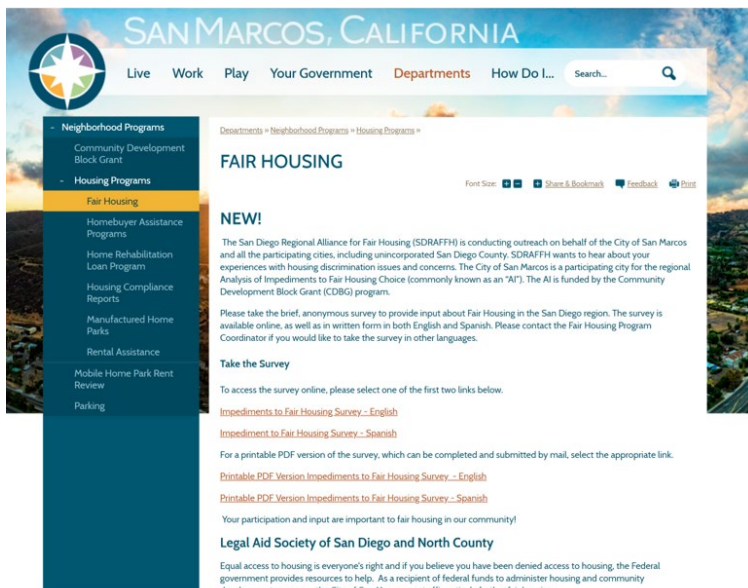 SAN MARCOS, CALIFORNIA
Live Work Play Your Government Departments How Do I... Search...
- Neighborhood Programs
Community Development
Block Grant
- Housing Programs
Fair Housing
Homebuyer Assistance
Programs
Home Rehabilitation
Loan Program
Housing Compliance
Reports
Manufactured Home
Parks
Rental Assistance
Mobile Home Park Rent
Review
Parking
Departments » Neighborhood Programs » Housing Programs »
FAIR HOUSING
Font Size: + - + Share & Bookmark Feedback Print
NEW!
The San Diego Regional Alliance for Fair Housing (SDRAFFH) is conducting outreach on behalf of the City of San Marcos
and all the participating cities, including unincorporated San Diego County. SDRAFFH wants to hear about your
experiences with housing discrimination issues and concerns. The City of San Marcos is a participating city for the regional
Analysis of Impediments to Fair Housing Choice (commonly known as an "AI"). The AI is funded by the Community
Development Block Grant (CDBG) program.
Please take the brief, anonymous survey to provide input about Fair Housing in the San Diego region. The survey is
available online, as well as in written form in both English and Spanish. Please contact the Fair Housing Program
Coordinator if you would like to take the survey in other languages.
Take the Survey
To access the survey online, please select one of the first two links below.
Impediments to Fair Housing Survey - English
Impediment to Fair Housing Survey - Spanish
For a printable PDF version of the survey, which can be completed and submitted by mail, select the appropriate link.
Printable PDF Version Impediments to Fair Housing Survey - English
Printable PDF Version Impediments to Fair Housing Survey - Spanish
Your participation and input are important to fair housing in our community!
Legal Aid Society of San Diego and North County
Equal access to housing is everyone's right and if you believe you have been denied access to housing, the Federal
government provides resources to help. As a recipient of federal funds to administer housing and community